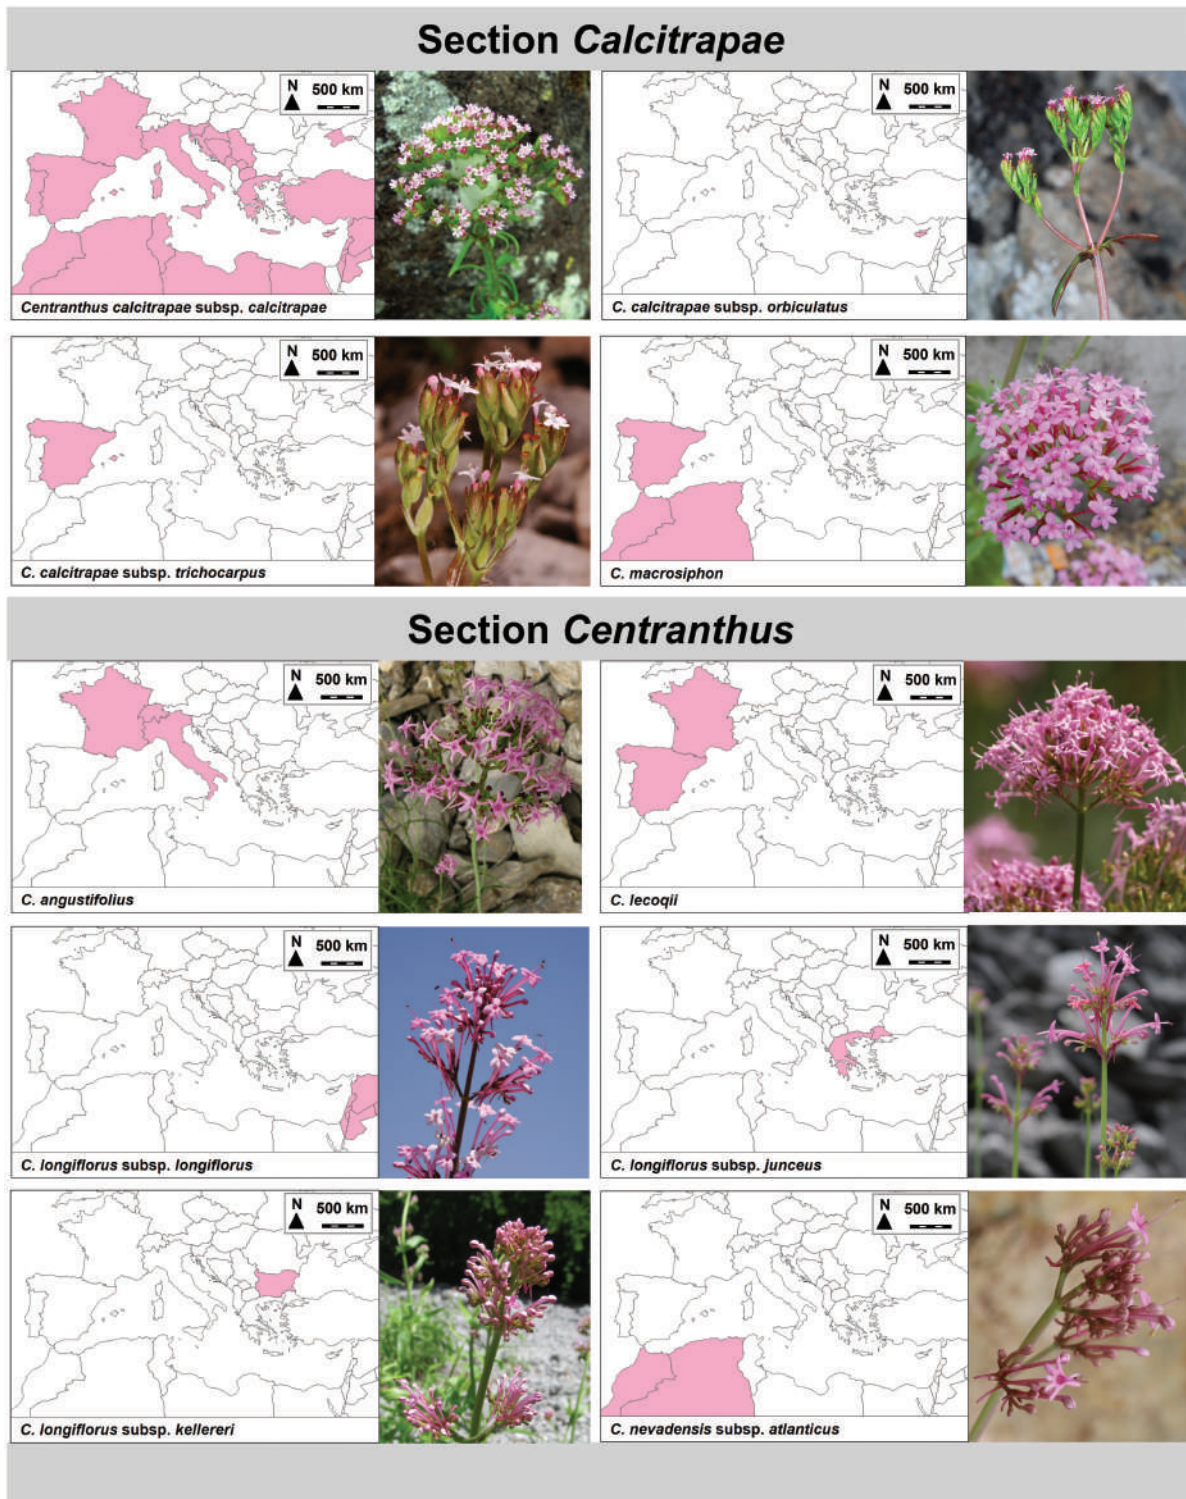 Section Calcitrapae
N 500 km
Centranthus calcitrapae subsp. calcitrapae
N 500 km
C. calcitrapae subsp. orbiculatus
N 500 km
C. calcitrapae subsp. trichocarpus
N 500 km
C. macrosiphon
Section Centranthus
N 500 km
C. angustifolius
N 500 km
C. lecoqii
N 500 km
C. longiflorus subsp. longiflorus
N 500 km
C. longiflorus subsp. junceus
N 500 km
C. longiflorus subsp. kellereri
N 500 km
C. nevadensis subsp. atlanticus